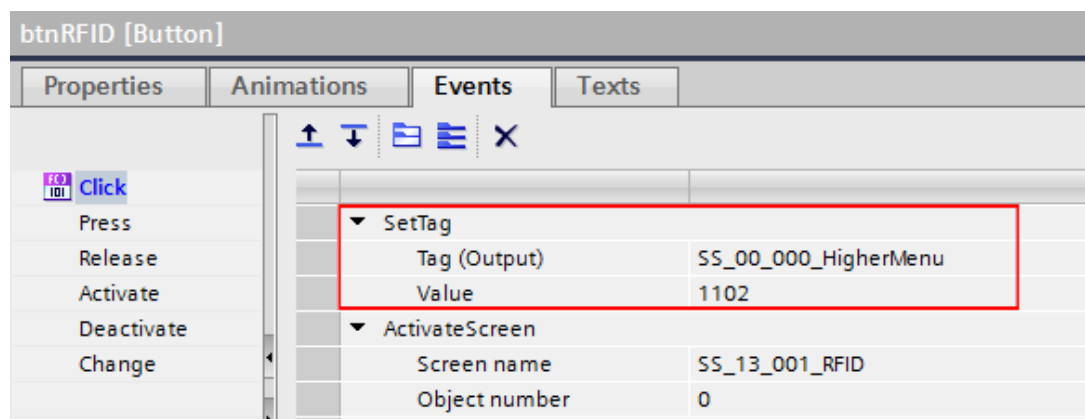 btnRFID [Button]
Properties Animations Events Texts
Click
Press SetTag
Release Tag (Output) SS_00_000_HigherMenu
Activate Value 1102
Deactivate ActivateScreen
Change Screen name SS_13_001_RFID
Object number 0